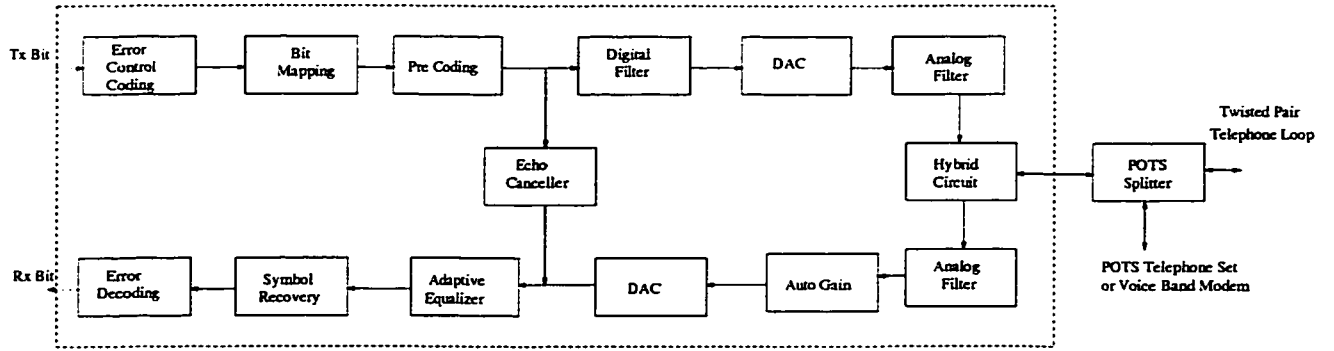 Tx Bit
Error
Control
Coding
Bit
Mapping
Pre Coding
Digital
Filter
DAC
Analog
Filter
Twisted Pair
Telephone Loop
Echo
Canceller
Hybrid
Circuit
POTS
Splitter
Rx Bit
Error
Decoding
Symbol
Recovery
Adaptive
Equalizer
DAC
Auto Gain
Analog
Filter
POTS Telephone Set
or Voice Band Modem